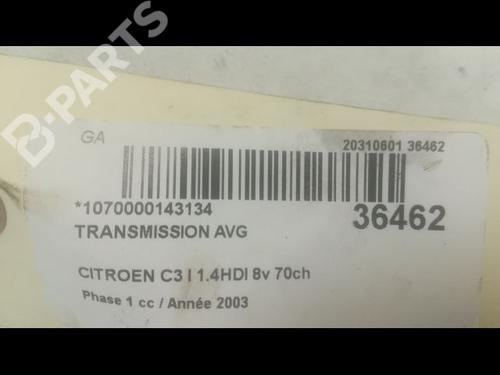 B-PARTS
GA
20310601 36462
*1070000143134
36462
TRANSMISSION AVG
CITROEN C3 I 1.4HDI 8v 70ch
Phase 1 cc / Année 2003